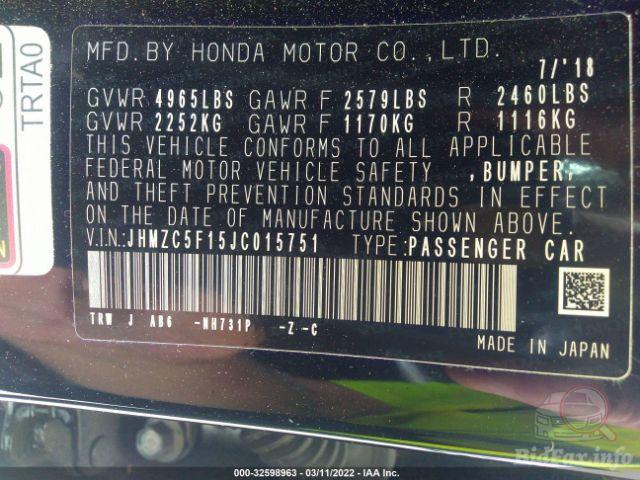 TRTA0
MFD. BY HONDA MOTOR CO., LTD.
7/'18
GVWR 4965LBS GAWR F 2579LBS R 2460LBS
GVWR 2252KG GAWR F 1170KG R 1116KG
THIS VEHICLE CONFORMS TO ALL APPLICABLE
FEDERAL MOTOR VEHICLE SAFETY ,BUMPER,
AND THEFT PREVENTION STANDARDS IN EFFECT
ON THE DATE OF MANUFACTURE SHOWN ABOVE.
V.IN:JHMZC5F15JC015751 TYPE:PASSENGER CAR
TRW J AB6 -NH731P -Z -C
MADE IN JAPAN
BidFax.info
000-32598963 - 03/11/2022 - IAA Inc.